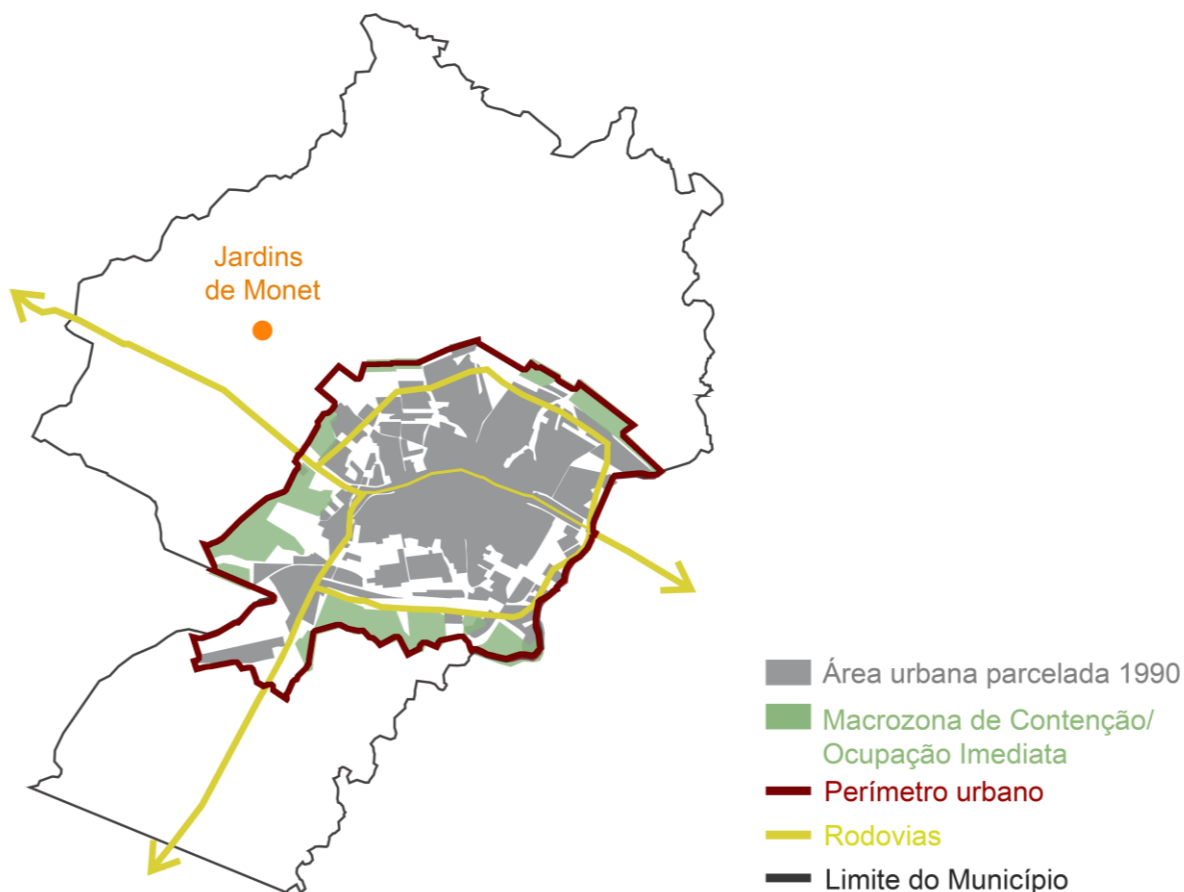 Jardins
de Monet
Área urbana parcelada 1990
Macrozona de Contenção/
Ocupação Imediata
Perímetro urbano
Rodovias
Limite do Município